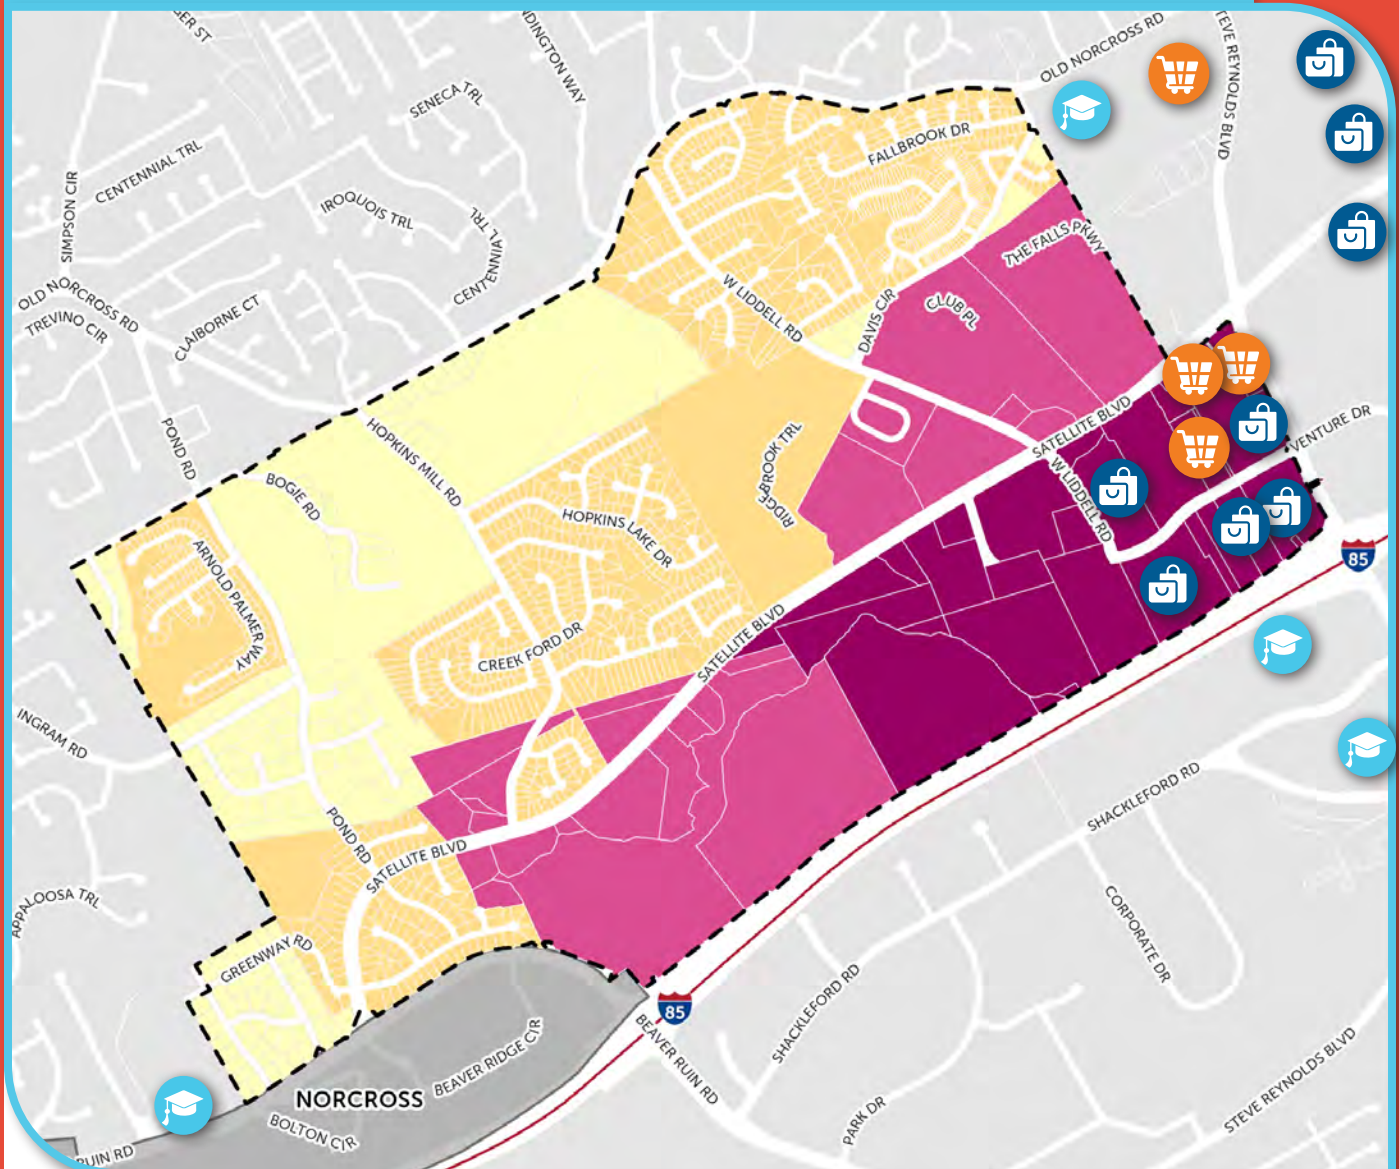 SENECA TRL
OLD NORCROSS RD
STEVE REYNOLDS BLVD
CENTENNIAL TRL
SIMPSON CIR
IROQUOIS TRL
CENTENNIAL TRL
FALLBROOK DR
THE FALLS PKWY
OLD NORCROSS RD
TREVINO CIR
CLAIBORNE CT
W LIDDELL RD
DAVIS CIR
CLUB PL
POND RD
HOPKINS MILL RD
BOGIE RD
RIDGEBROOK TRL
SATELLITE BLVD
W LIDDELL RD
VENTURE DR
HOPKINS LAKE DR
85
ARNOLD PALMER WAY
CREEK FORD DR
SATELLITE BLVD
INGRAM RD
SHACKLEFORD RD
POND RD
SATELLITE BLVD
APPALOOSA TRL
CORPORATE DR
GREENWAY RD
SHACKLEFORD RD
85
BEAVER RUIN RD
BEAVER RIDGE CIR
NORCROSS
BOLTON CIR
PARK DR
STEVE REYNOLDS BLVD
RUIN RD